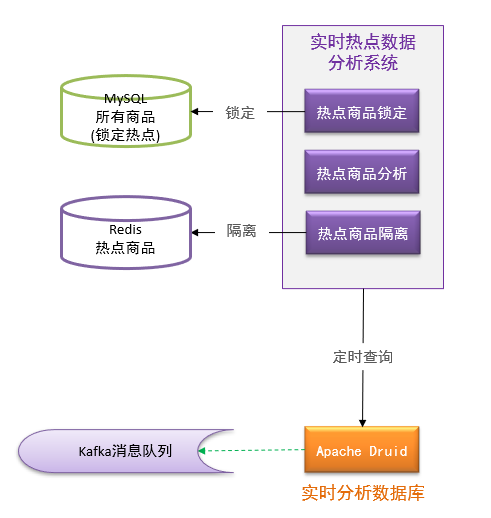 实时热点数据
分析系统
MySQL
所有商品
(锁定热点)
锁定
热点商品锁定
热点商品分析
Redis
热点商品
隔离
热点商品隔离
定时查询
Kafka消息队列
Apache Druid
实时分析数据库